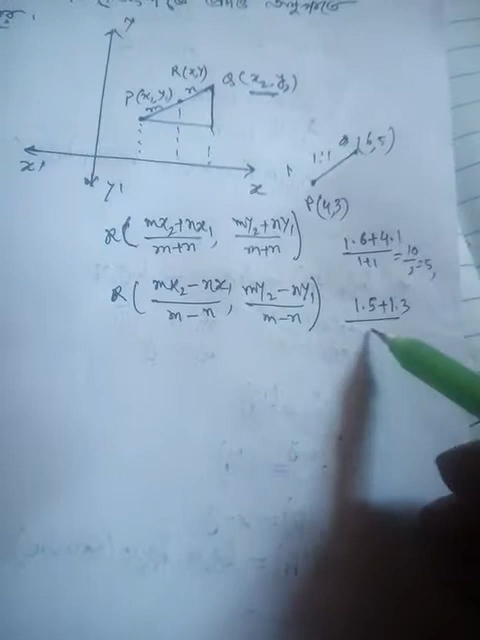 y
R(x,y)
P(x₁,y₁)
Q(x₂,y₂)
m
n
x'
y'
x
1:1
Q(6,5)
P(4,3)
R(mx₂+nx₁/m+n, my₂+ny₁/m+n)
1·6+4·1/1+1=10/2=5,
R(mx₂-nx₁/m-n, my₂-ny₁/m-n)
1·5+1·3